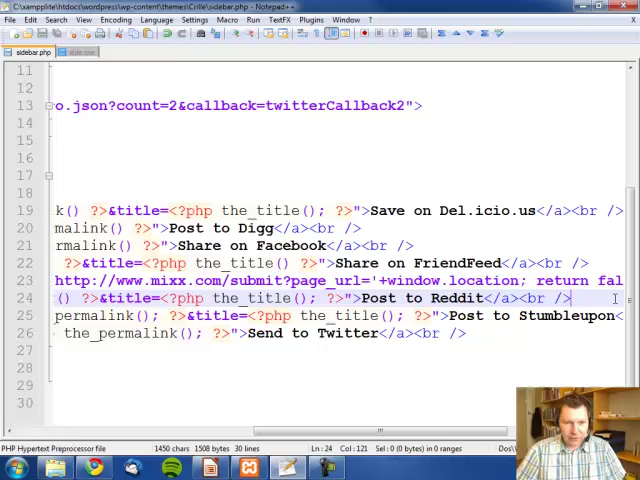 C:\xampplite\htdocs\wordpress\wp-content\themes\Crille\sidebar.php - Notepad++
File Edit Search View Encoding Language Settings Macro Run TextFX Plugins Window ?
sidebar.php style.css
11
12
13 o.json?count=2&callback=twitterCallback2">
14
15
16
17
18
19 k() ?>&title=<?php the_title(); ?>">Save on Del.icio.us</a><br />
20 malink() ?>">Post to Digg</a><br />
21 rmalink() ?>">Share on Facebook</a><br />
22 ?>&title=<?php the_title(); ?>">Share on FriendFeed</a><br />
23 http://www.mixx.com/submit?page_url='+window.location; return fal
24 () ?>&title=<?php the_title(); ?>">Post to Reddit</a><br />
25 permalink(); ?>&title=<?php the_title(); ?>">Post to Stumbleupon<
26 the_permalink(); ?>">Send to Twitter</a><br />
27
28
29
30
PHP Hypertext Preprocessor file 1450 chars 1508 bytes 30 lines Ln : 24 Col : 121 Sel : 0 (0 bytes) in 0 ranges Dos\